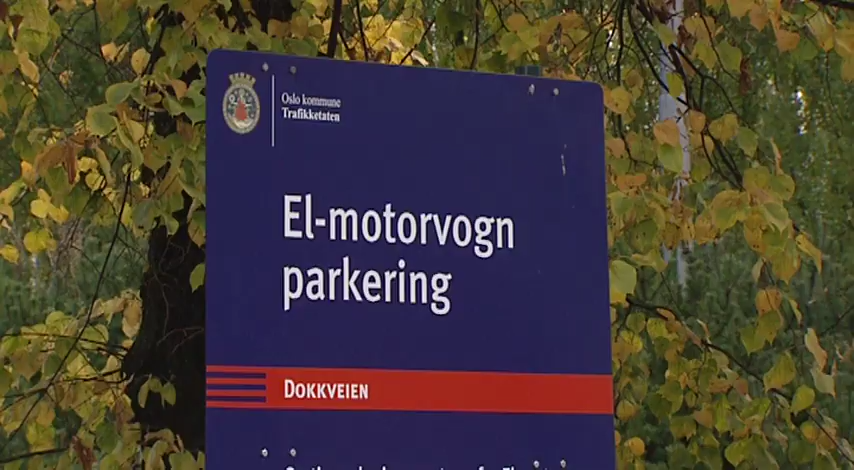 Oslo kommune
Trafikketaten
El-motorvogn
parkering
DOKKVEIEN